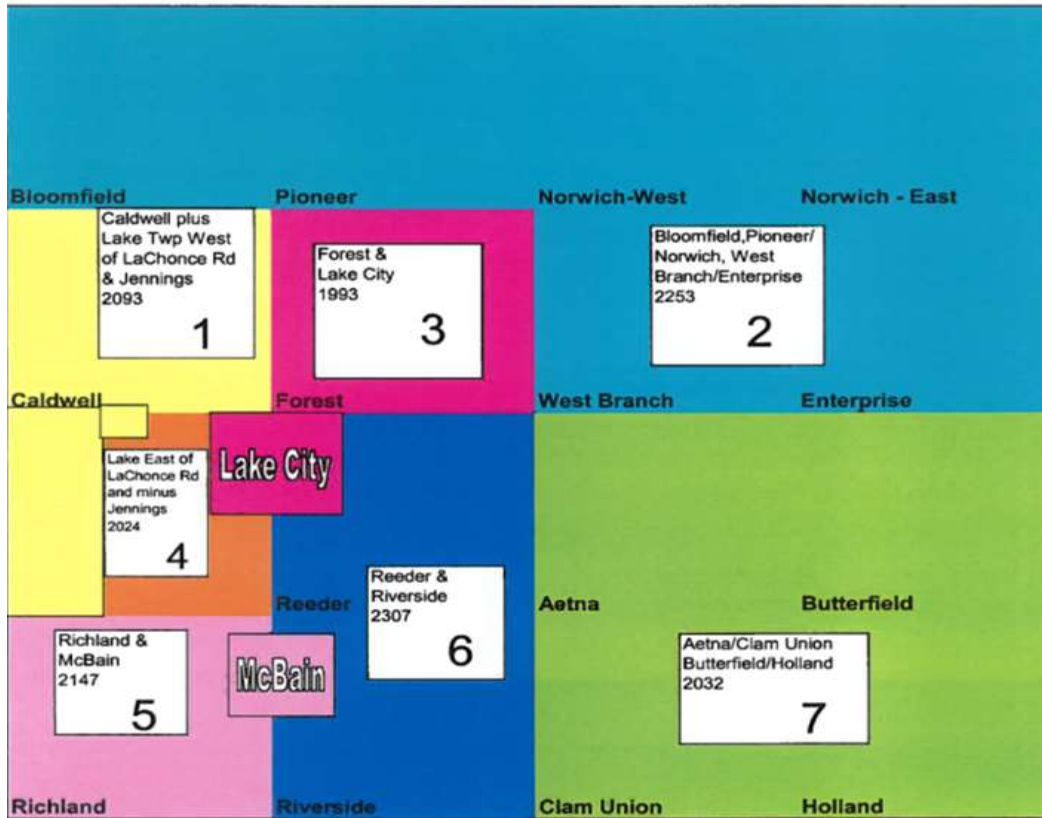 Bloomfield
Pioneer
Norwich-West
Norwich - East
Caldwell plus
Lake Twp West
of LaChonce Rd
& Jennings
2093
1
Forest &
Lake City
1993
3
Bloomfield,Pioneer/
Norwich, West
Branch/Enterprise
2253
2
Caldwell
Forest
West Branch
Enterprise
Lake East of
LaChonce Rd
and minus
Jennings
2024
4
Lake City
Reeder
Reeder &
Riverside
2307
6
Aetna
Butterfield
Richland &
McBain
2147
5
McBain
Aetna/Clam Union
Butterfield/Holland
2032
7
Richland
Riverside
Clam Union
Holland